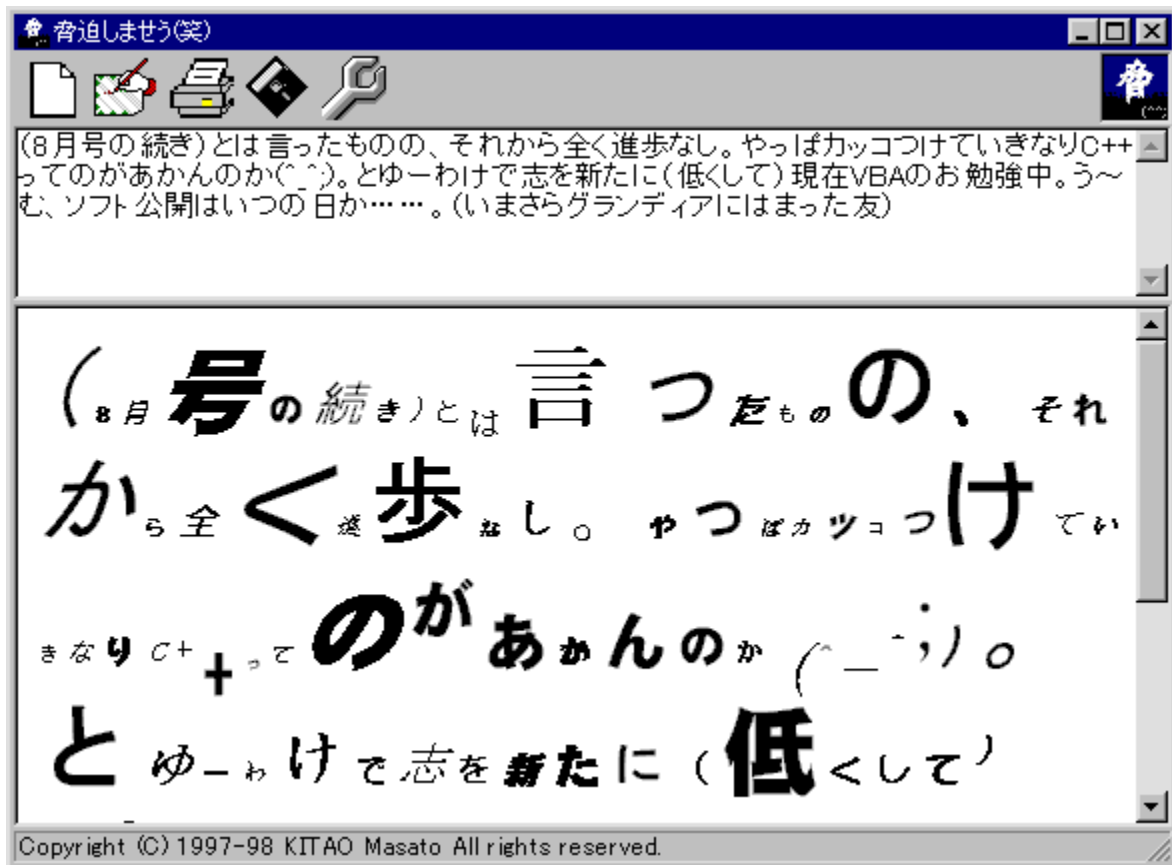 脅迫しませう(笑)
脅
(^^)
(8月号の続き)とは言ったものの、それから全く進歩なし。やっぱカッコつけていきなりC++
ってのがあかんのか(^_^;)。とゆーわけで志を新たに(低くして)現在VBAのお勉強中。う～
む、ソフト公開はいつの日か……。(いまさらグランディアにはまった友)
(8月号の続き)とは言つたものの、それ
から全く進歩なし。やつぱカッコつけてい
きなりC++ってのがあかんのか(^_^;)。
とゆーわけで志を新たに(低くして)
Copyright (C) 1997-98 KITAO Masato All rights reserved.